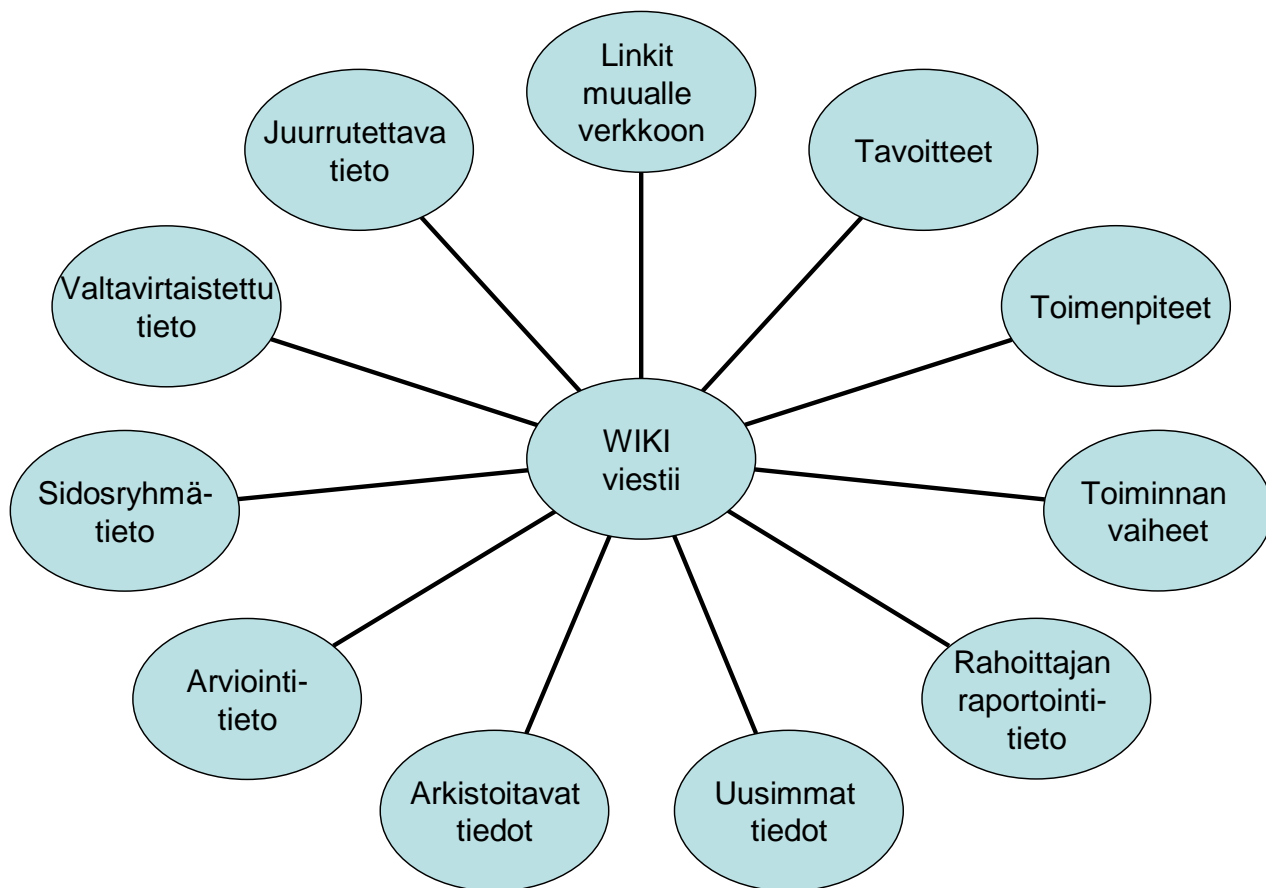 Linkit
muualle
verkkoon
Juurrutettava
tieto
Tavoitteet
Valtavirtaistettu
tieto
Toimenpiteet
WIKI
viestii
Sidosryhmä-
tieto
Toiminnan
vaiheet
Arviointi-
tieto
Rahoittajan
raportointi-
tieto
Arkistoitavat
tiedot
Uusimmat
tiedot